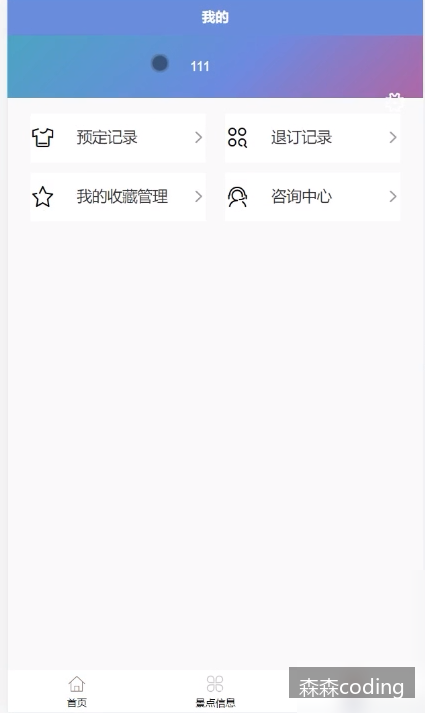 我的
111
预定记录
退订记录
我的收藏管理
咨询中心
首页
景点信息
森森coding